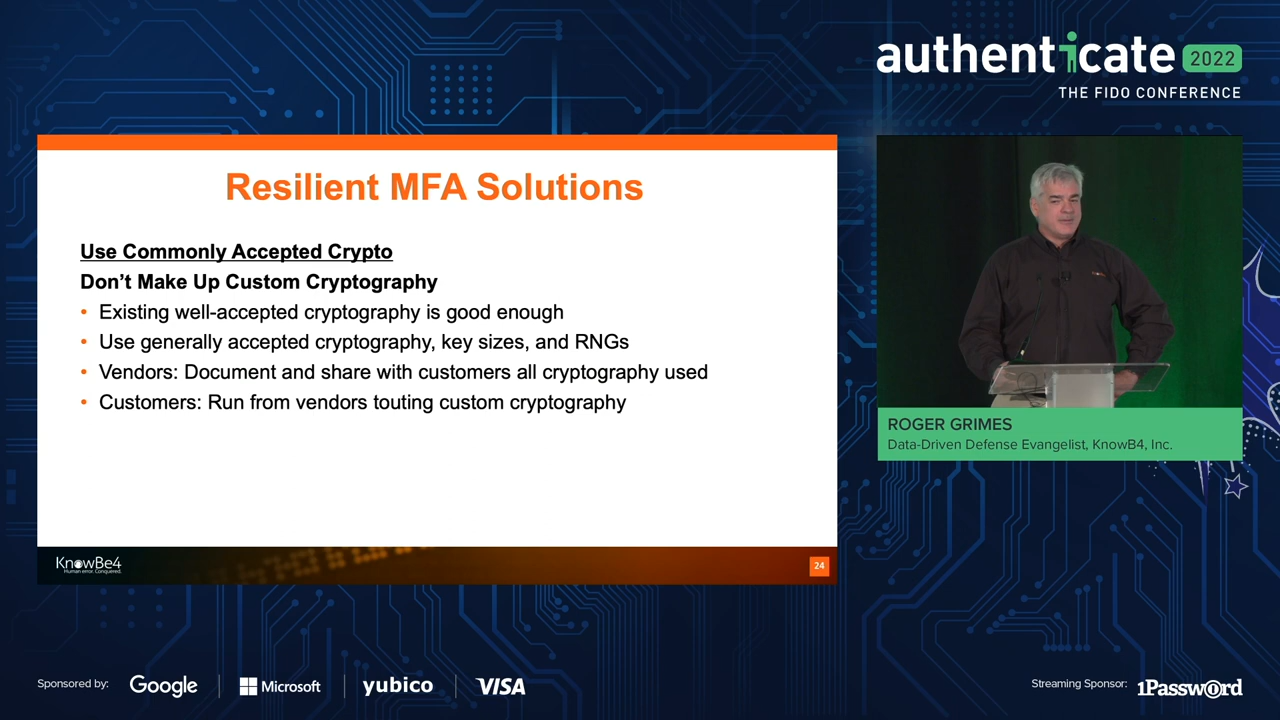 authenticate 2022
THE FIDO CONFERENCE
Resilient MFA Solutions
Use Commonly Accepted Crypto
Don’t Make Up Custom Cryptography
• Existing well-accepted cryptography is good enough
• Use generally accepted cryptography, key sizes, and RNGs
• Vendors: Document and share with customers all cryptography used
• Customers: Run from vendors touting custom cryptography
KnowBe4
Human error. Conquered.
24
ROGER GRIMES
Data-Driven Defense Evangelist, KnowB4, Inc.
Sponsored by: Google Microsoft yubico VISA
Streaming Sponsor: 1Password